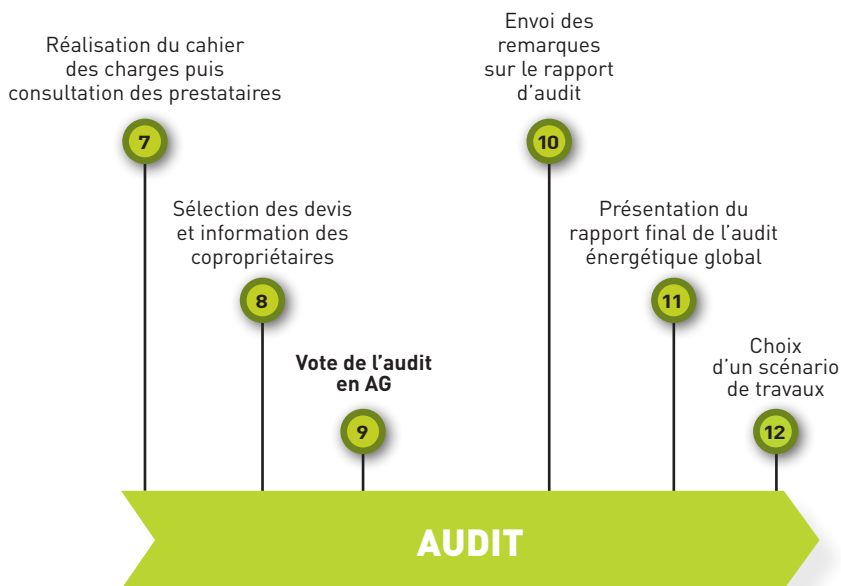 Réalisation du cahier
des charges puis
consultation des prestataires
7
Sélection des devis
et information des
copropriétaires
8
Vote de l’audit
en AG
9
Envoi des
remarques
sur le rapport
d’audit
10
Présentation du
rapport final de l’audit
énergétique global
11
Choix
d’un scénario
de travaux
12
AUDIT